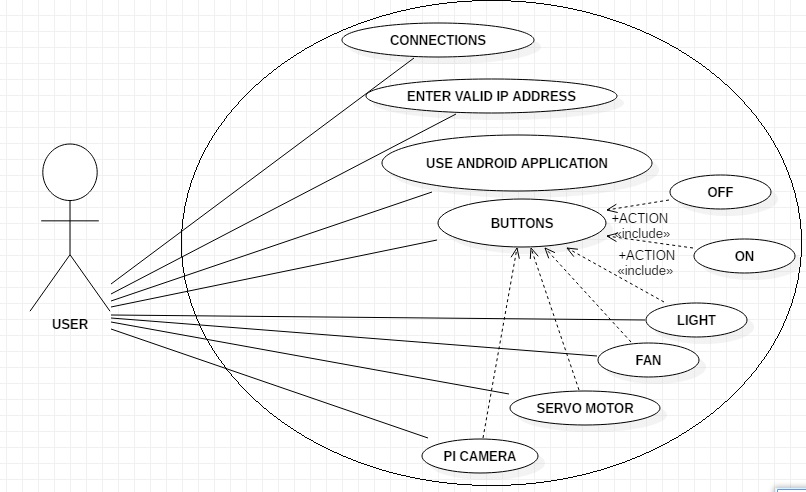 CONNECTIONS
ENTER VALID IP ADDRESS
USE ANDROID APPLICATION
OFF
+ACTION
«include»
BUTTONS
ON
+ACTION
«include»
LIGHT
USER
FAN
SERVO MOTOR
PI CAMERA